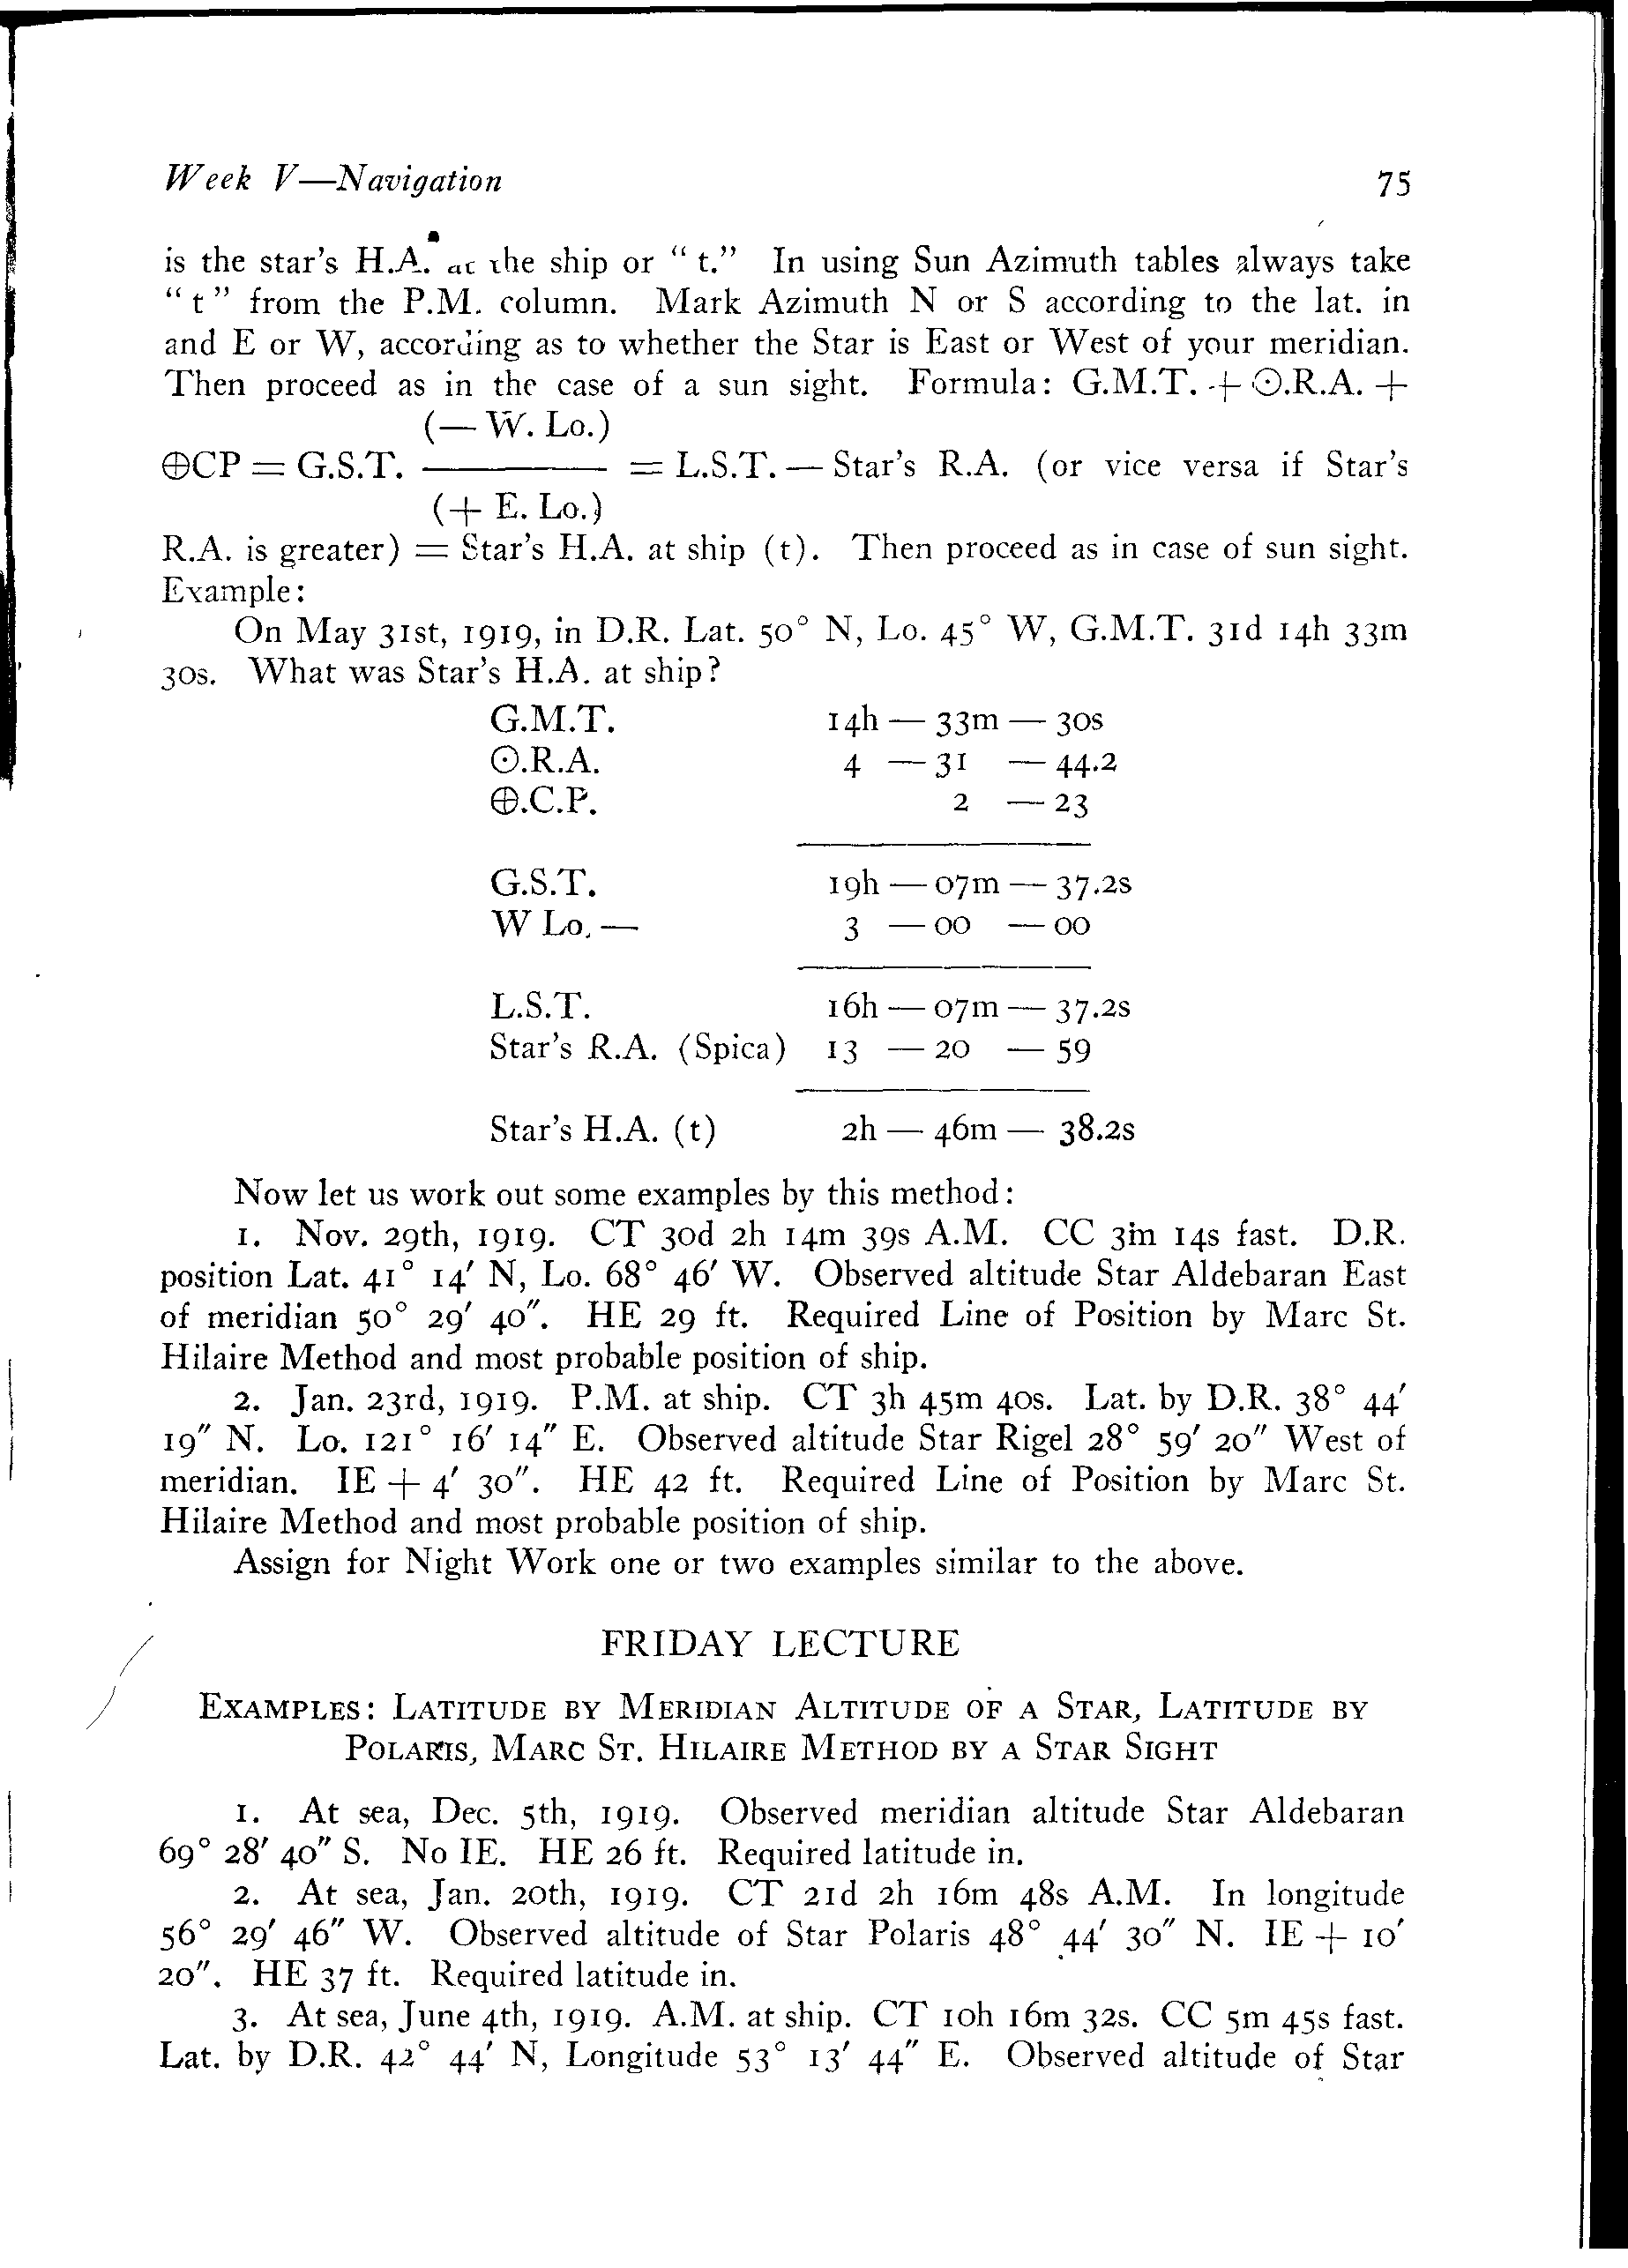 Week V—Navigation 75
is the star's H.A. at the ship or "t." In using Sun Azimuth tables always take
"t" from the P.M. column. Mark Azimuth N or S according to the lat. in
and E or W, according as to whether the Star is East or West of your meridian.
Then proceed as in the case of a sun sight. Formula: G.M.T. + ☉.R.A. +
(— W. Lo.)
⊕CP = G.S.T. ———— = L.S.T. — Star's R.A. (or vice versa if Star's
(+ E. Lo.)
R.A. is greater) = Star's H.A. at ship (t). Then proceed as in case of sun sight.
Example:
On May 31st, 1919, in D.R. Lat. 50° N, Lo. 45° W, G.M.T. 31d 14h 33m
30s. What was Star's H.A. at ship?
G.M.T. 14h — 33m — 30s
☉.R.A. 4 — 31 — 44.2
⊕.C.P. 2 — 23
G.S.T. 19h — 07m — 37.2s
W Lo. — 3 — 00 — 00
L.S.T. 16h — 07m — 37.2s
Star's R.A. (Spica) 13 — 20 — 59
Star's H.A. (t) 2h — 46m — 38.2s
Now let us work out some examples by this method:
1. Nov. 29th, 1919. CT 30d 2h 14m 39s A.M. CC 3m 14s fast. D.R.
position Lat. 41° 14′ N, Lo. 68° 46′ W. Observed altitude Star Aldebaran East
of meridian 50° 29′ 40″. HE 29 ft. Required Line of Position by Marc St.
Hilaire Method and most probable position of ship.
2. Jan. 23rd, 1919. P.M. at ship. CT 3h 45m 40s. Lat. by D.R. 38° 44′
19″ N. Lo. 121° 16′ 14″ E. Observed altitude Star Rigel 28° 59′ 20″ West of
meridian. IE + 4′ 30″. HE 42 ft. Required Line of Position by Marc St.
Hilaire Method and most probable position of ship.
Assign for Night Work one or two examples similar to the above.
FRIDAY LECTURE
EXAMPLES: LATITUDE BY MERIDIAN ALTITUDE OF A STAR, LATITUDE BY
POLARIS, MARC ST. HILAIRE METHOD BY A STAR SIGHT
1. At sea, Dec. 5th, 1919. Observed meridian altitude Star Aldebaran
69° 28′ 40″ S. No IE. HE 26 ft. Required latitude in.
2. At sea, Jan. 20th, 1919. CT 21d 2h 16m 48s A.M. In longitude
56° 29′ 46″ W. Observed altitude of Star Polaris 48° 44′ 30″ N. IE + 10′
20″. HE 37 ft. Required latitude in.
3. At sea, June 4th, 1919. A.M. at ship. CT 10h 16m 32s. CC 5m 45s fast.
Lat. by D.R. 42° 44′ N, Longitude 53° 13′ 44″ E. Observed altitude of Star